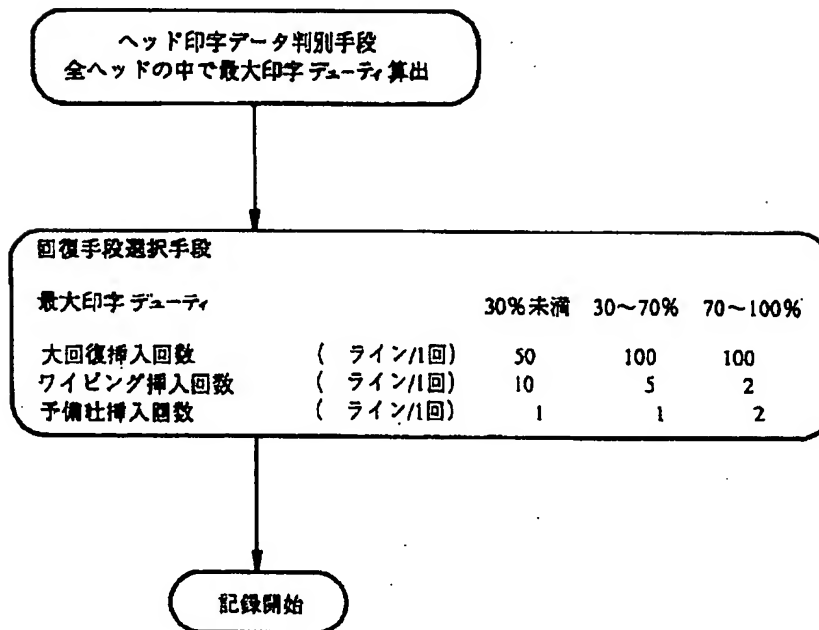 ヘッド印字データ判別手段
全ヘッドの中で最大印字デューティ算出
回復手段選択手段
最大印字デューティ 30%未満 30～70% 70～100%
大回復挿入回数 ( ライン/1回) 50 100 100
ワイピング挿入回数 ( ライン/1回) 10 5 2
予備吐挿入回数 ( ライン/1回) 1 1 2
記録開始